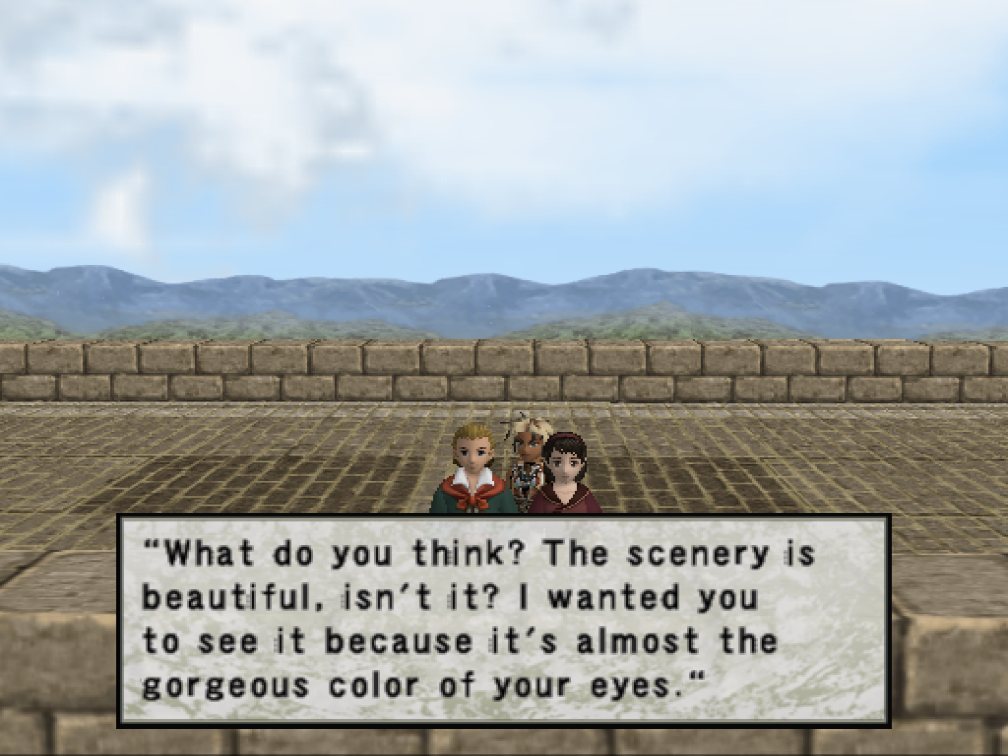 “What do you think? The scenery is
beautiful, isn't it? I wanted you
to see it because it's almost the
gorgeous color of your eyes.“